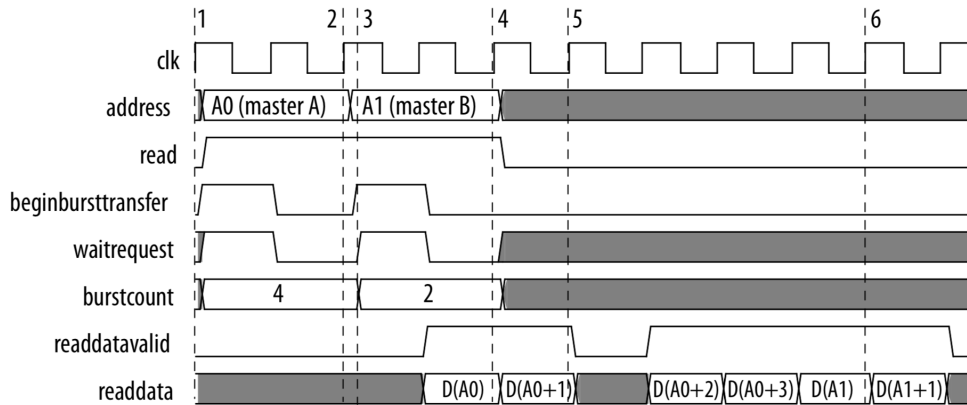 1 2 3 4 5 6
clk
address A0 (master A) A1 (master B)
read
beginbursttransfer
waitrequest
burstcount 4 2
readdatavalid
readdata D(A0) D(A0+1) D(A0+2) D(A0+3) D(A1) D(A1+1)